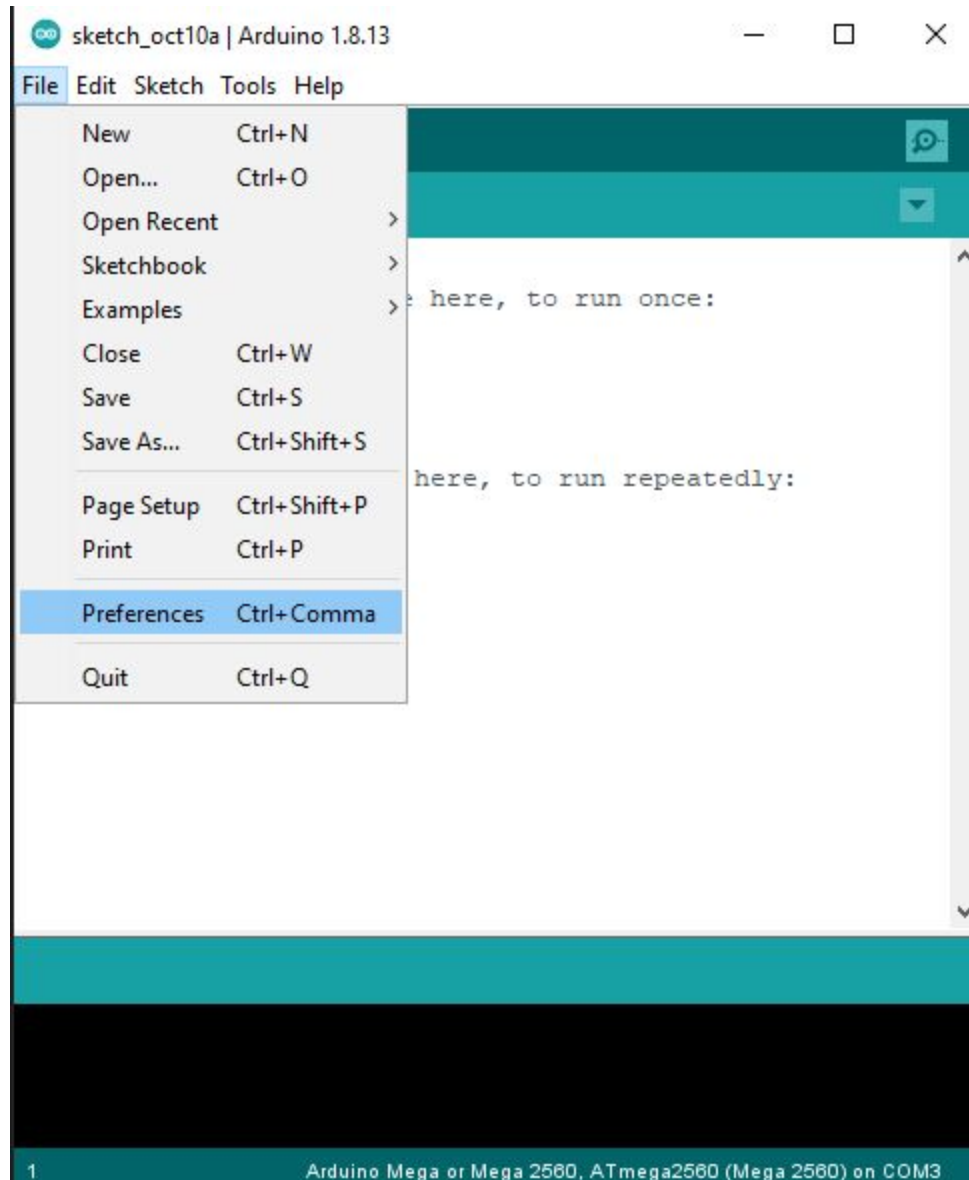 sketch_oct10a | Arduino 1.8.13
File Edit Sketch Tools Help
New Ctrl+N
Open... Ctrl+O
Open Recent
Sketchbook
Examples
here, to run once:
Close Ctrl+W
Save Ctrl+S
Save As... Ctrl+Shift+S
here, to run repeatedly:
Page Setup Ctrl+Shift+P
Print Ctrl+P
Preferences Ctrl+Comma
Quit Ctrl+Q
1 Arduino Mega or Mega 2560, ATmega2560 (Mega 2560) on COM3